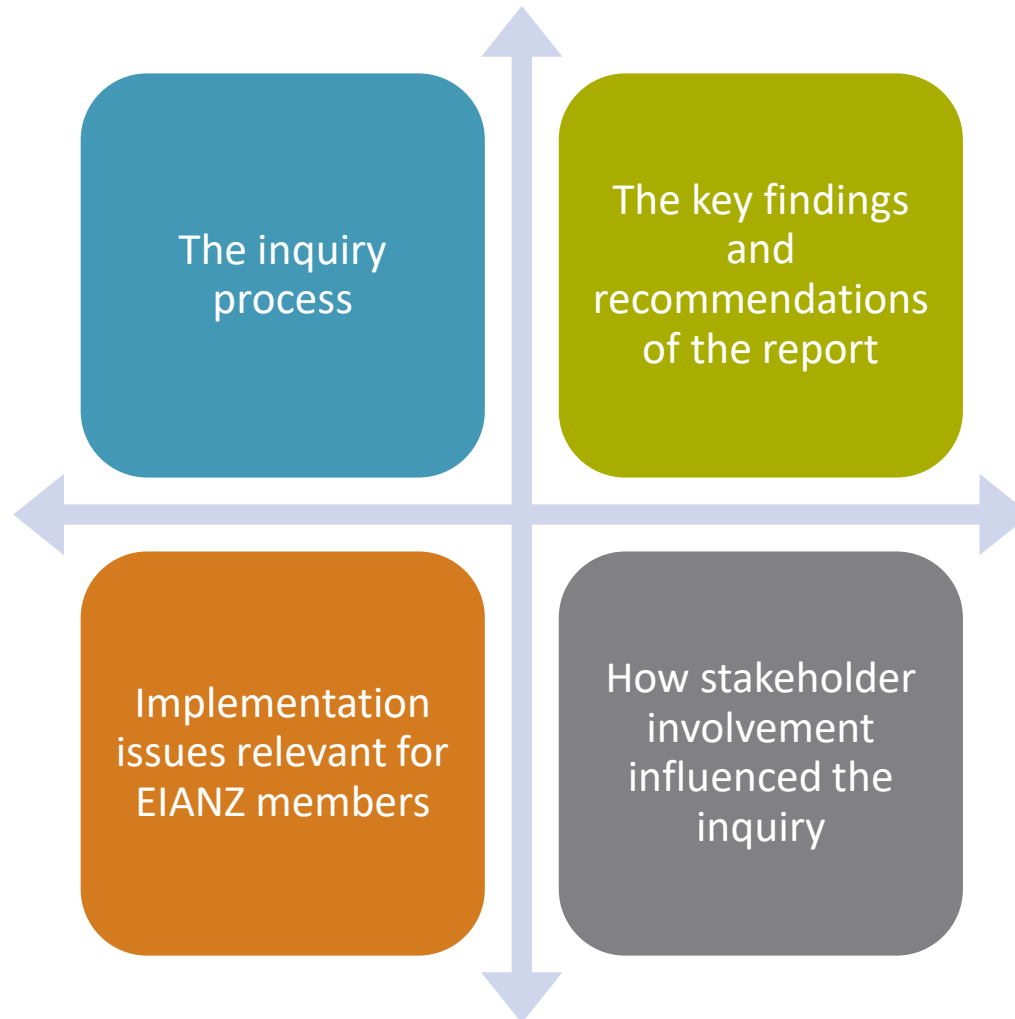 The inquiry
process
The key findings
and
recommendations
of the report
Implementation
issues relevant for
EIANZ members
How stakeholder
involvement
influenced the
inquiry